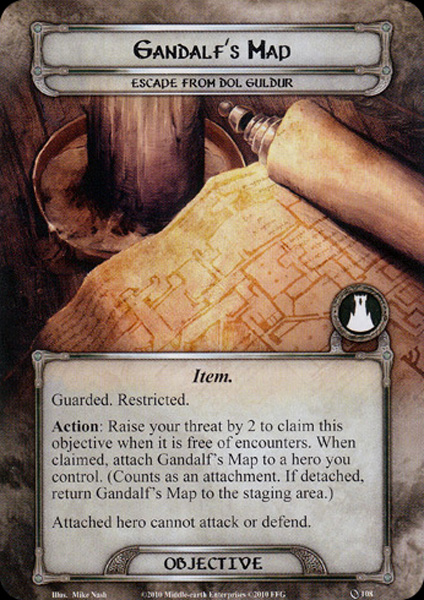 Gandalf's Map
Escape from Dol Guldur
Item.
Guarded. Restricted.
Action: Raise your threat by 2 to claim this
objective when it is free of encounters. When
claimed, attach Gandalf's Map to a hero you
control. (Counts as an attachment. If detached,
return Gandalf's Map to the staging area.)
Attached hero cannot attack or defend.
OBJECTIVE
Illus. Mike Nash ©2010 Middle-earth Enterprises ©2010 FFG 108